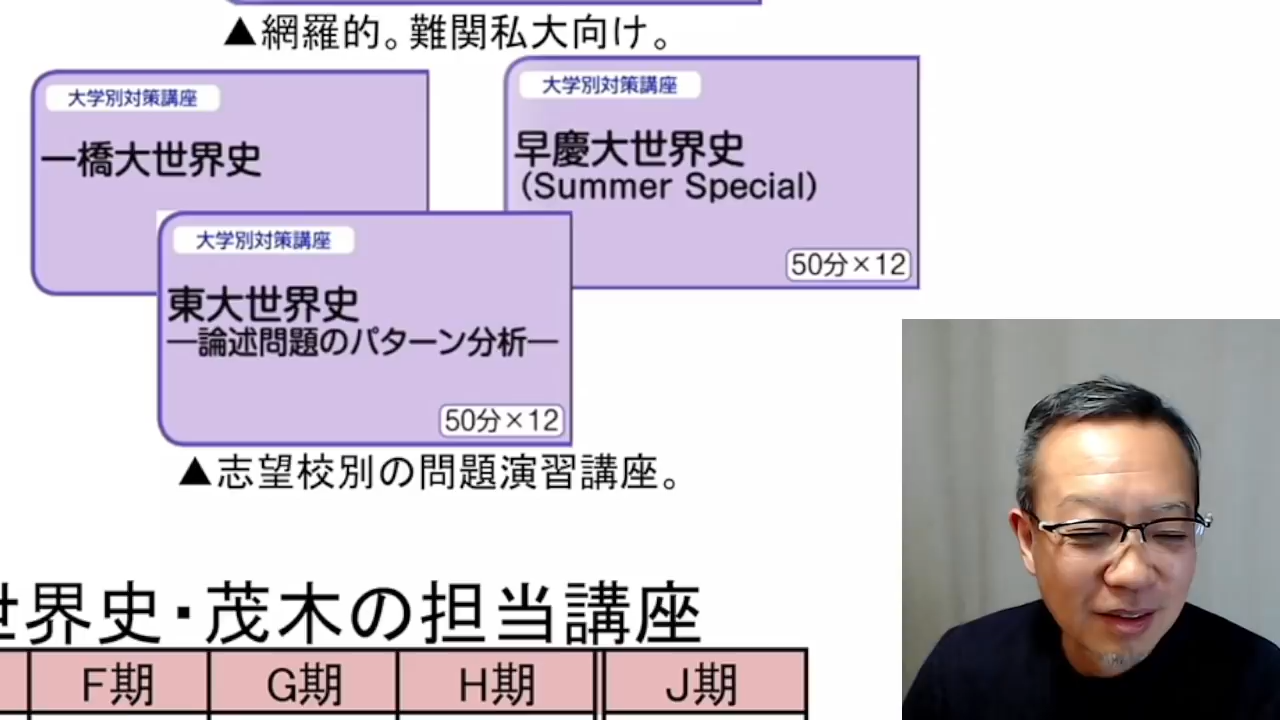 ▲網羅的。難関私大向け。
大学別対策講座
一橋大世界史
大学別対策講座
早慶大世界史
(Summer Special)
50分×12
大学別対策講座
東大世界史
―論述問題のパターン分析―
50分×12
▲志望校別の問題演習講座。
世界史・茂木の担当講座
F期
G期
H期
J期